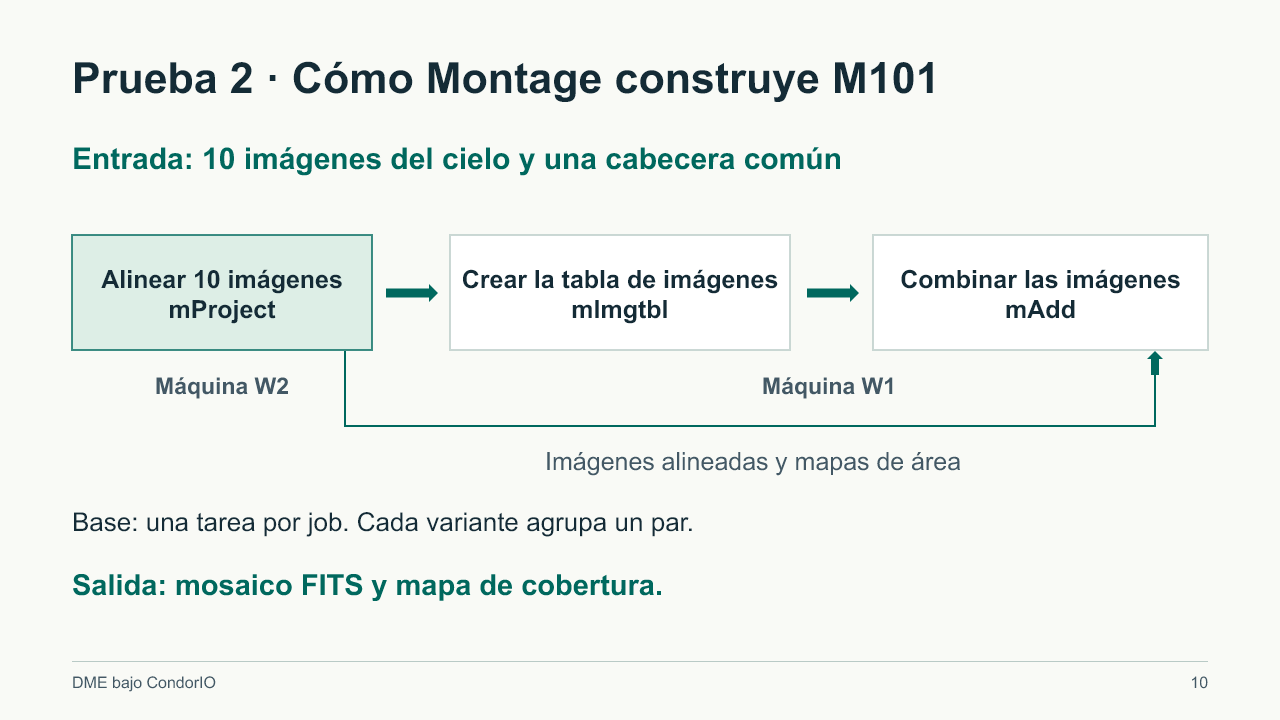 Prueba 2 · Cómo Montage construye M101
Entrada: 10 imágenes del cielo y una cabecera común
Alinear 10 imágenes
mProject
Crear la tabla de imágenes
mImgtbl
Combinar las imágenes
mAdd
Máquina W2
Máquina W1
Imágenes alineadas y mapas de área
Base: una tarea por job. Cada variante agrupa un par.
Salida: mosaico FITS y mapa de cobertura.
DME bajo CondorIO
10